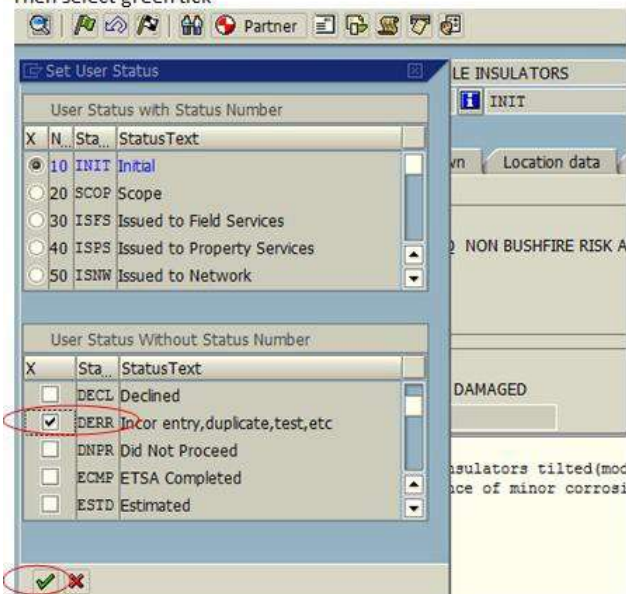 Then select green tick
Partner
Set User Status
LE INSULATORS
User Status with Status Number
INIT
X N... Sta... StatusText
10 INIT Initial
wn Location data
20 SCOP Scope
30 ISFS Issued to Field Services
40 ISPS Issued to Property Services
NON BUSHFIRE RISK A
50 ISNW Issued to Network
User Status Without Status Number
X Sta... StatusText
DECL Declined
DAMAGED
DERR Incor entry,duplicate,test,etc
DNPR Did Not Proceed
ECMP ETSA Completed
nsulators tilted(mod
nce of minor corrosi
ESTD Estimated